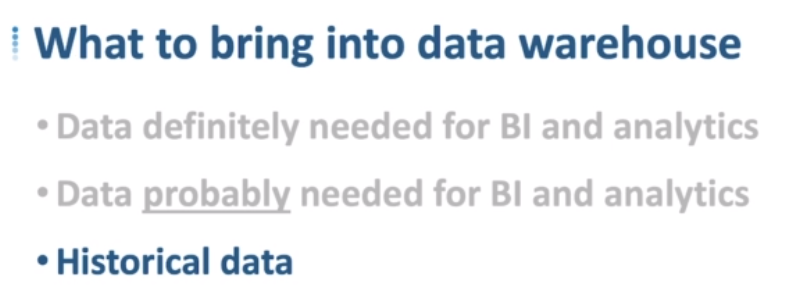 What to bring into data warehouse
• Data definitely needed for BI and analytics
• Data probably needed for BI and analytics
• Historical data